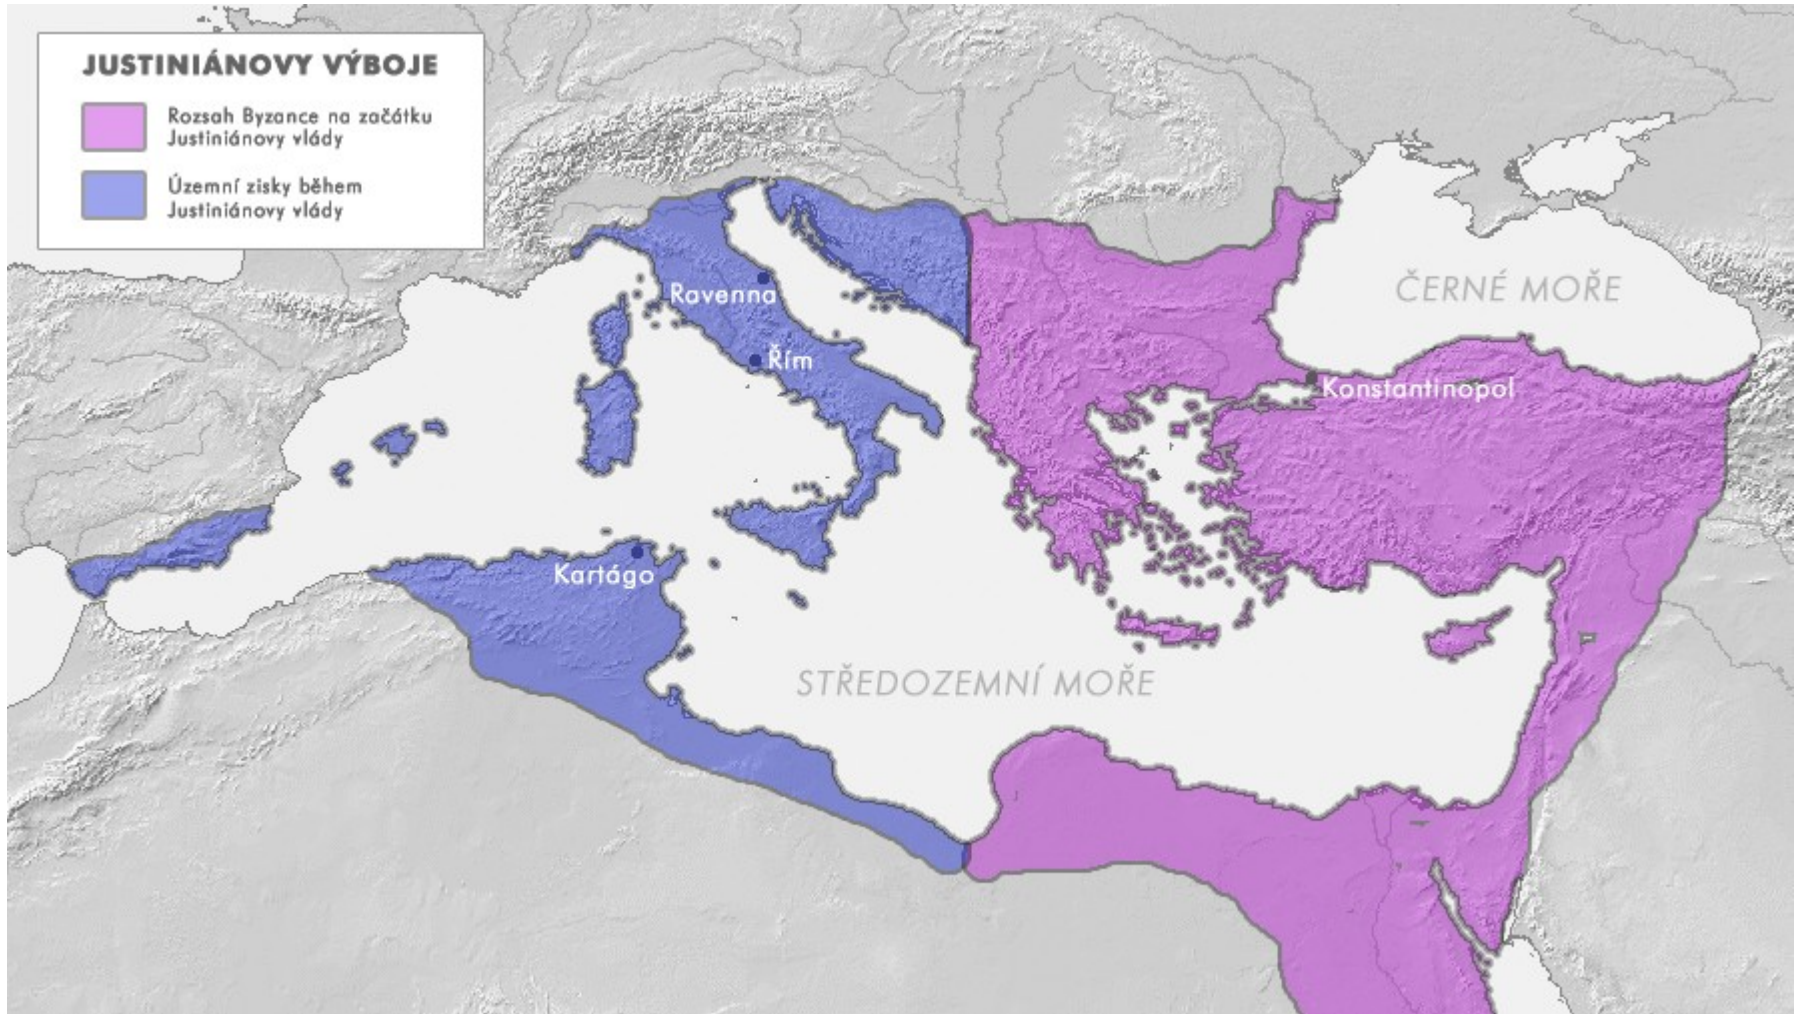 JUSTINIÁNOVY VÝBOJE
Rozsah Byzance na začátku
Justiniánovy vlády
Územní zisky během
Justiniánovy vlády
ČERNÉ MOŘE
Ravenna
Řím
Konstantinopol
Kartágo
STŘEDOZEMNÍ MOŘE